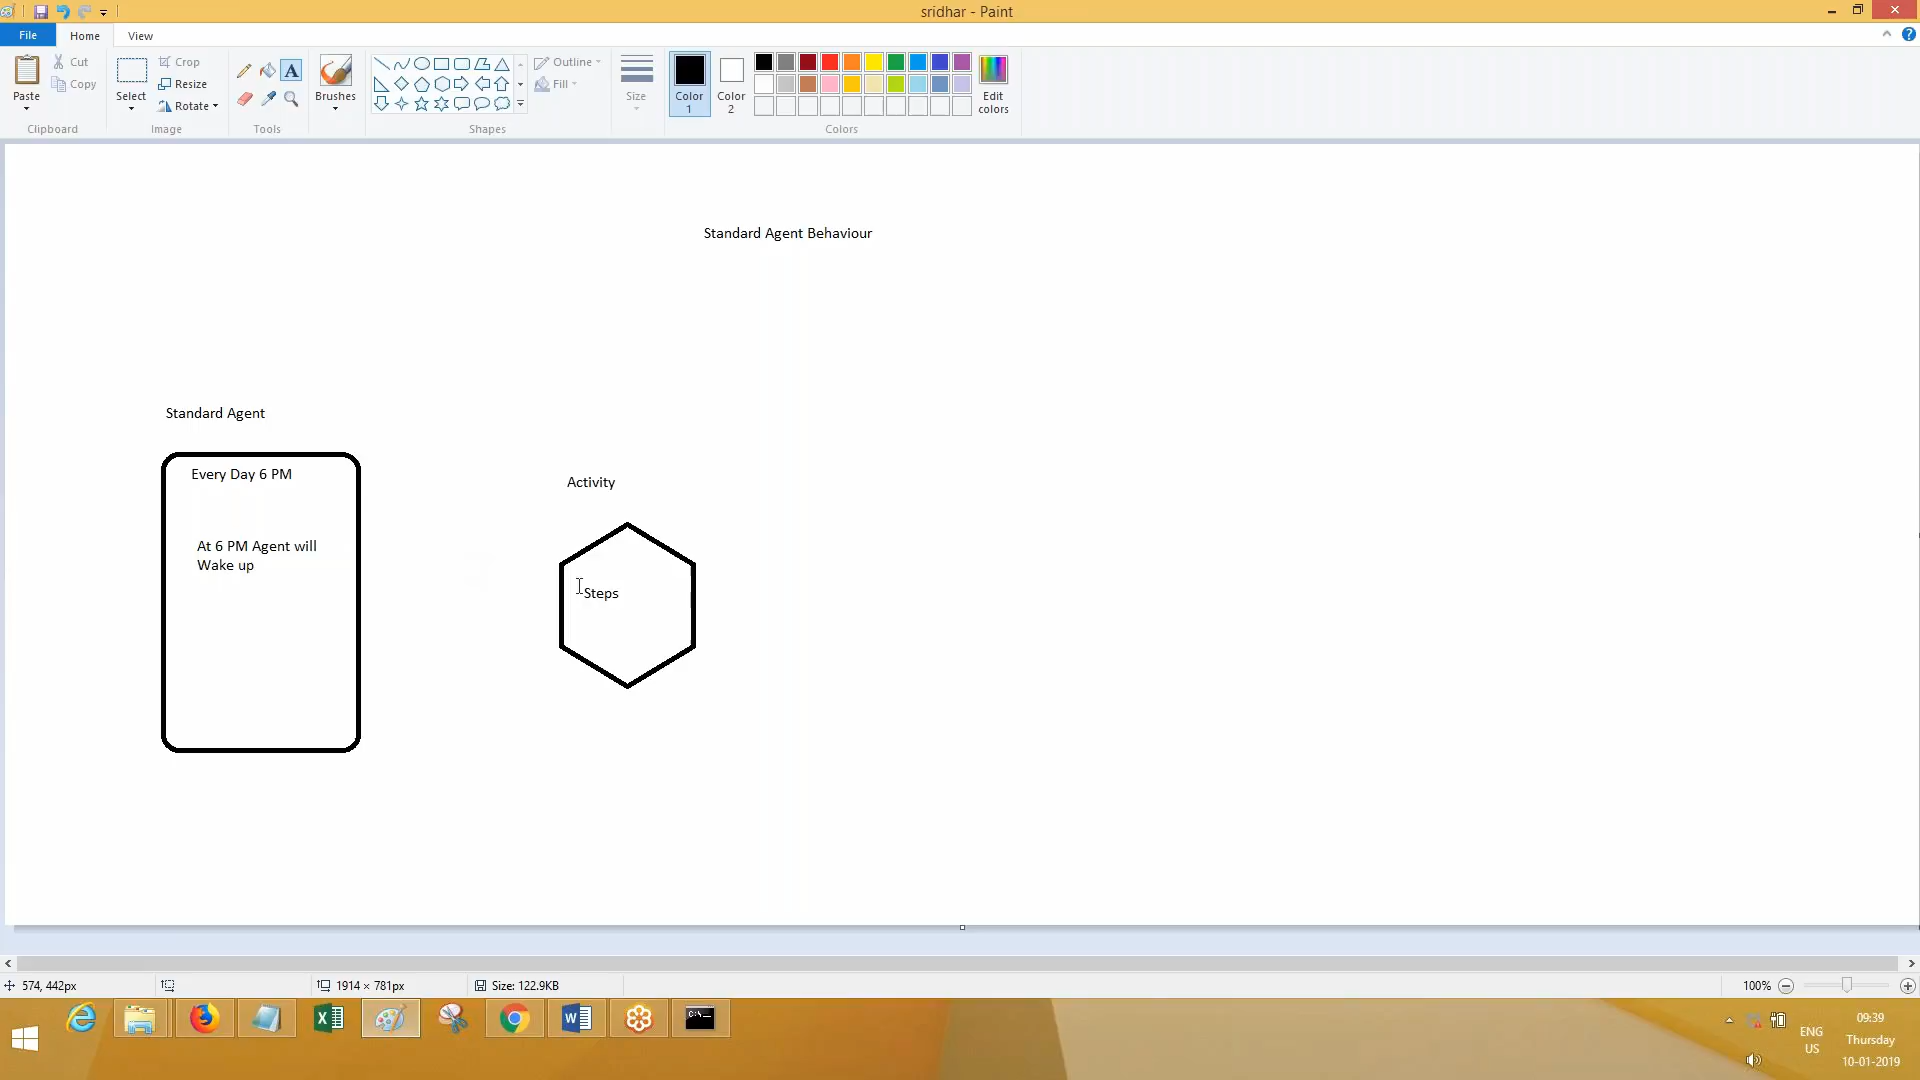 sridhar - Paint
File
Home
View
Paste
Cut
Copy
Clipboard
Select
Crop
Resize
Rotate
Image
Tools
Brushes
Shapes
Outline
Fill
Size
Color
1
Color
2
Edit
colors
Colors
Standard Agent Behaviour
Standard Agent
Every Day 6 PM
At 6 PM Agent will
Wake up
Activity
Steps
574, 442px
1914 × 781px
Size: 122.9KB
100%
ENG
US
09:39
Thursday
10-01-2019